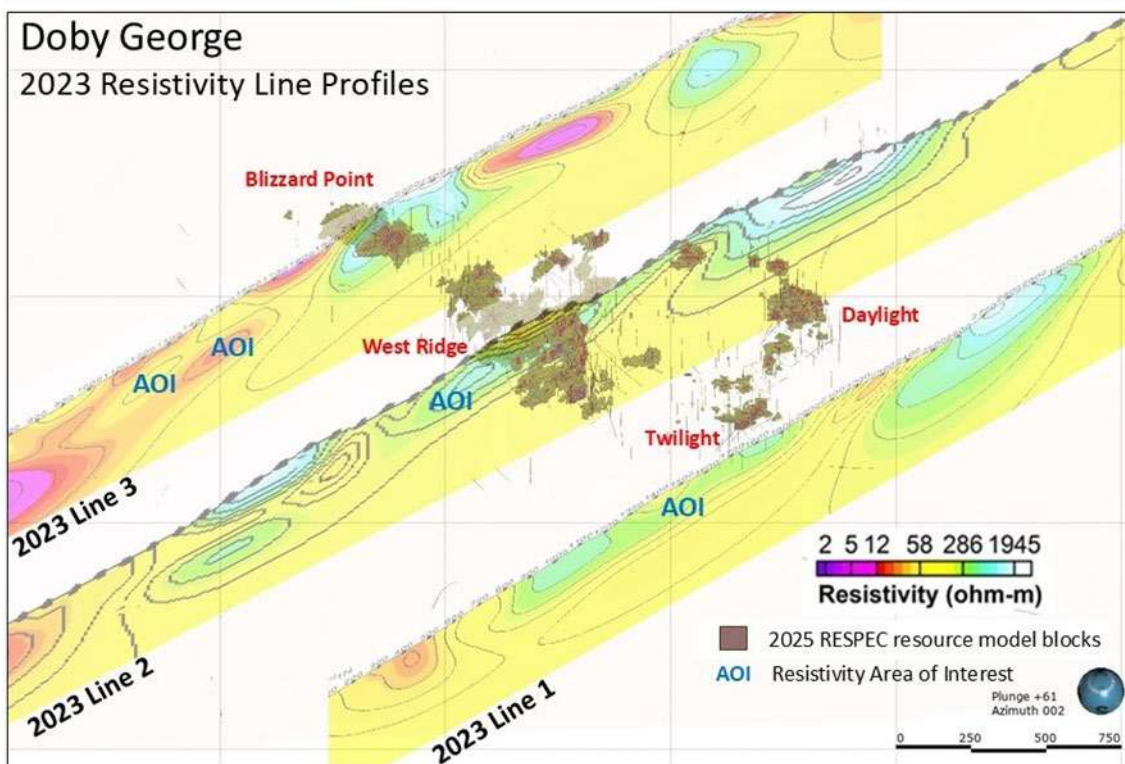 Doby George
2023 Resistivity Line Profiles
Blizzard Point
West Ridge
Daylight
Twilight
AOI
AOI
AOI
AOI
2023 Line 3
2023 Line 2
2023 Line 1
2 5 12 58 286 1945
Resistivity (ohm-m)
2025 RESPEC resource model blocks
AOI Resistivity Area of Interest
Plunge +61
Azimuth 002
0 250 500 750